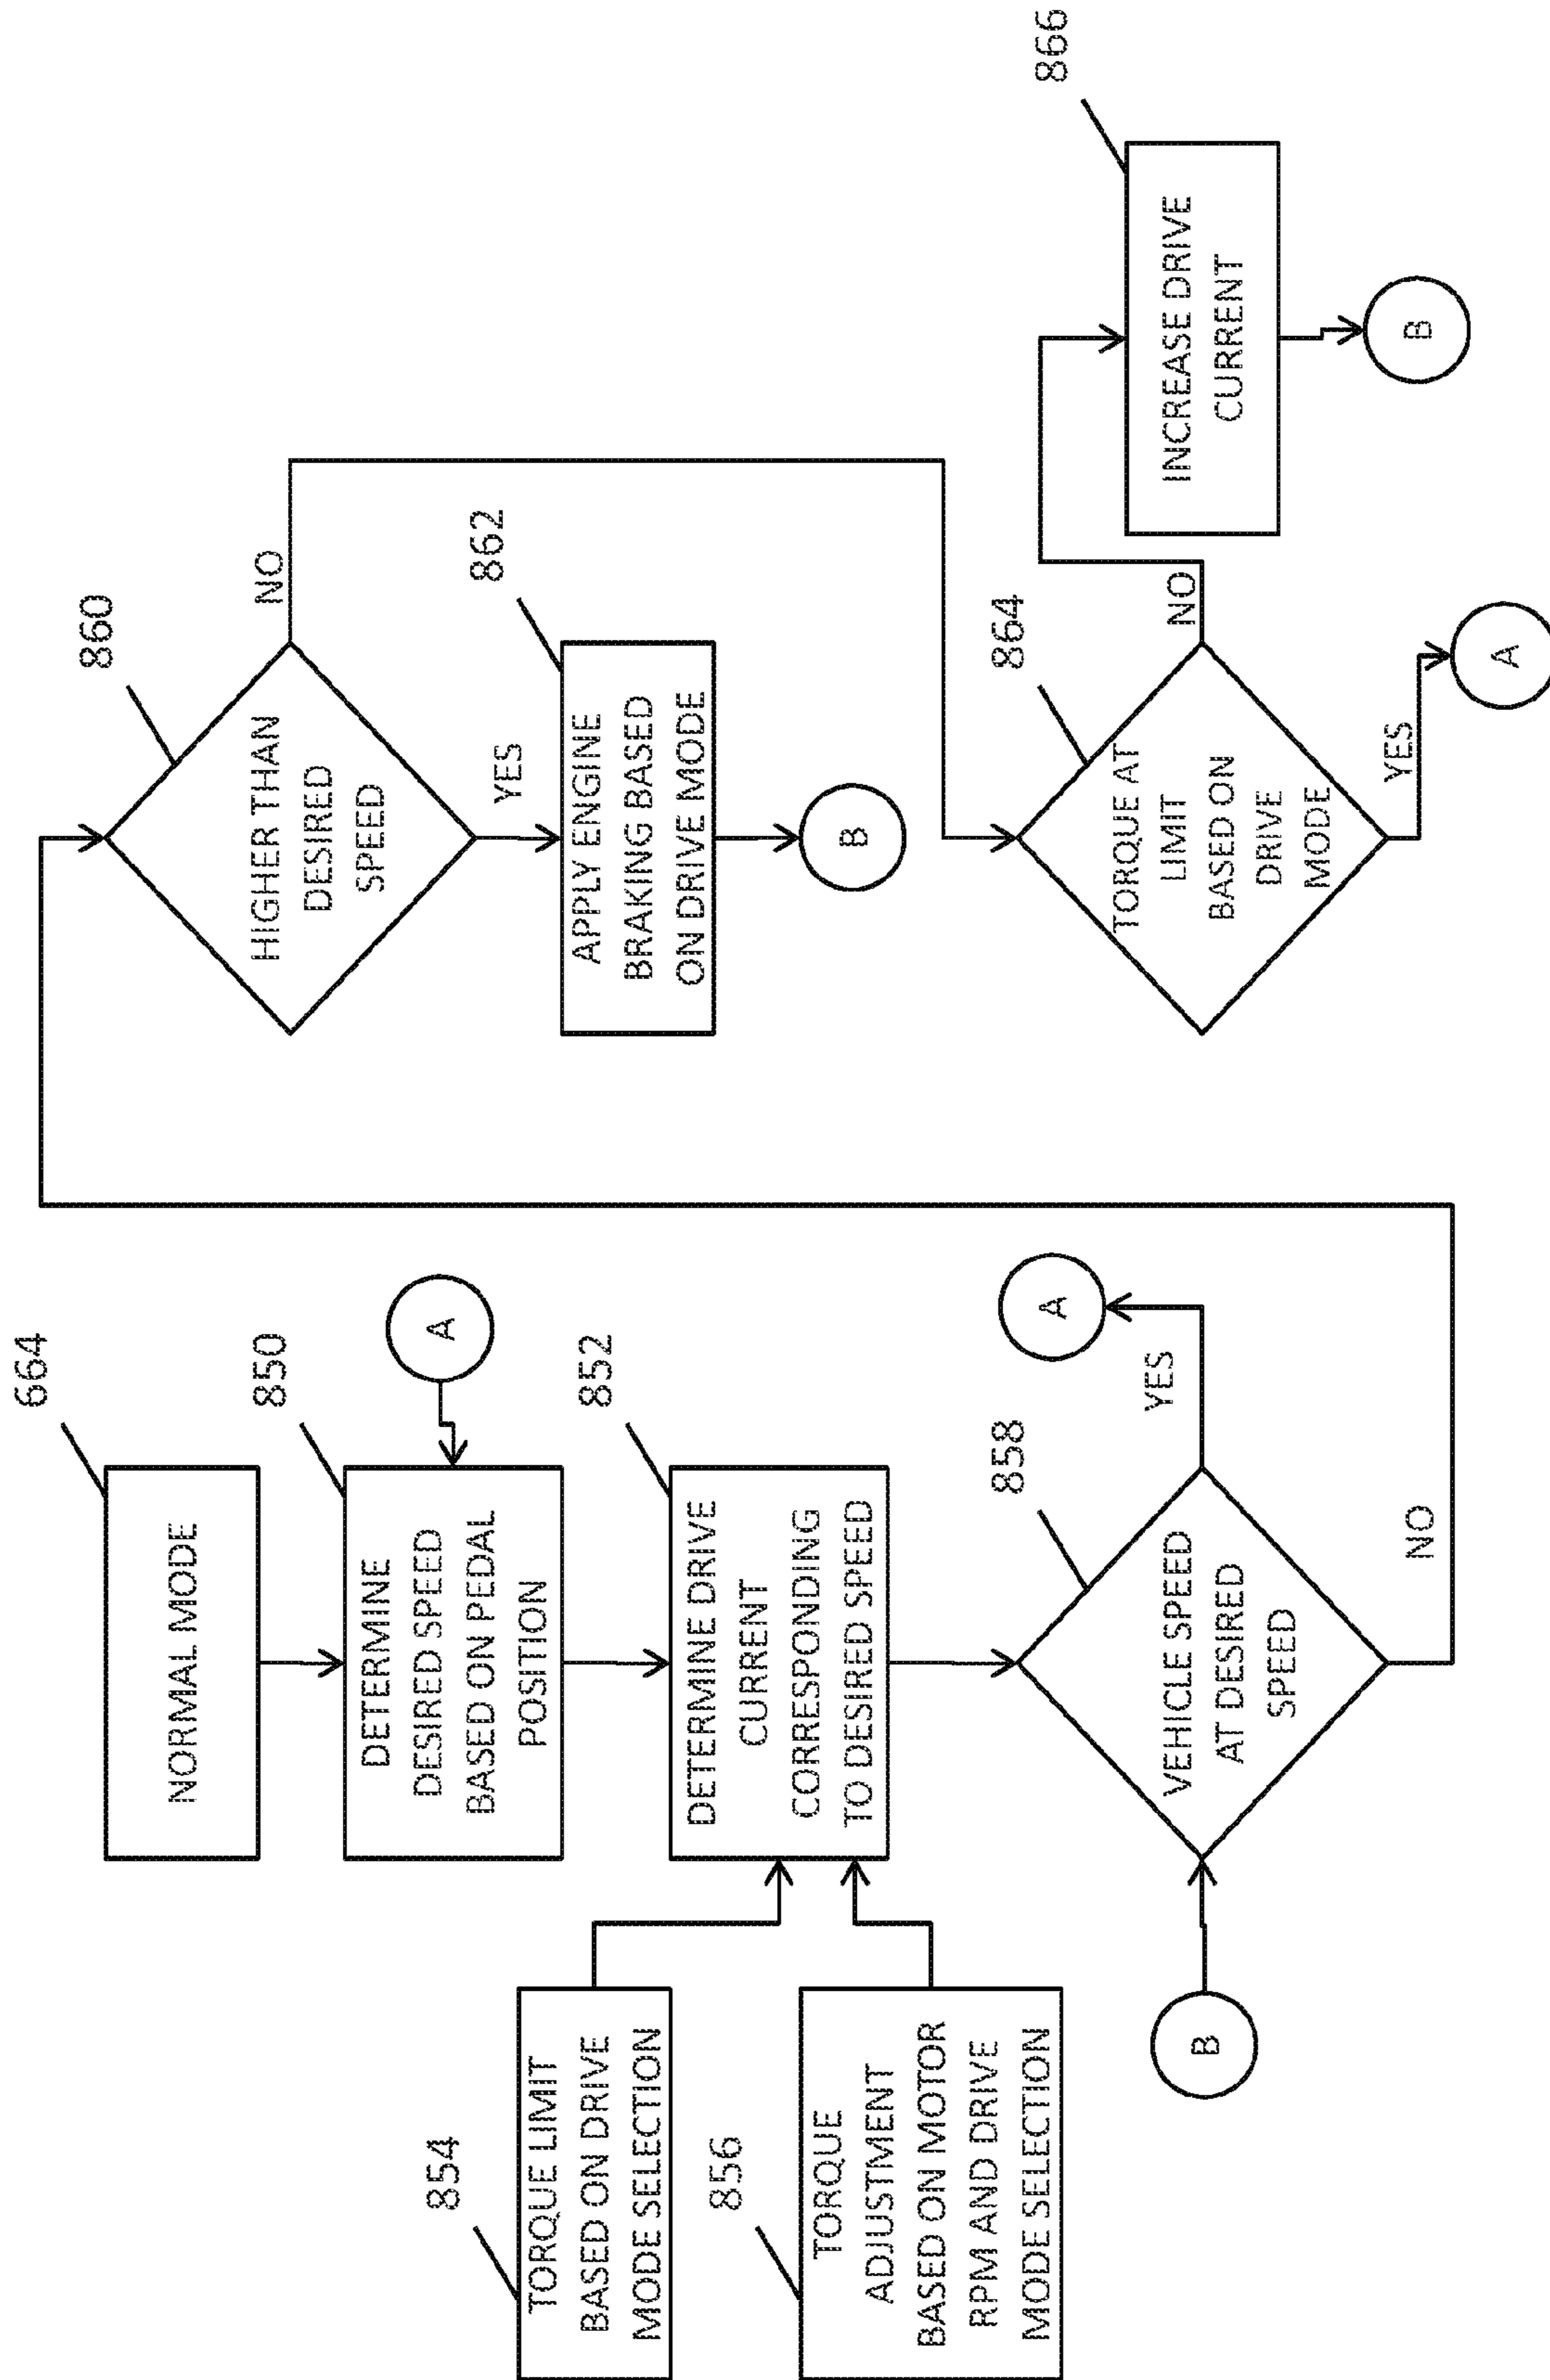 664
NORMAL MODE
850
DETERMINE
DESIRED SPEED
BASED ON PEDAL
POSITION
A
854
TORQUE LIMIT
BASED ON DRIVE
MODE SELECTION
852
DETERMINE DRIVE
CURRENT
CORRESPONDING
TO DESIRED SPEED
856
TORQUE
ADJUSTMENT
BASED ON MOTOR
RPM AND DRIVE
MODE SELECTION
858
VEHICLE SPEED
AT DESIRED
SPEED
YES
A
B
NO
860
HIGHER THAN
DESIRED
SPEED
NO
YES
862
APPLY ENGINE
BRAKING BASED
ON DRIVE MODE
B
864
TORQUE AT
LIMIT
BASED ON
DRIVE
MODE
NO
YES
A
866
INCREASE DRIVE
CURRENT
B